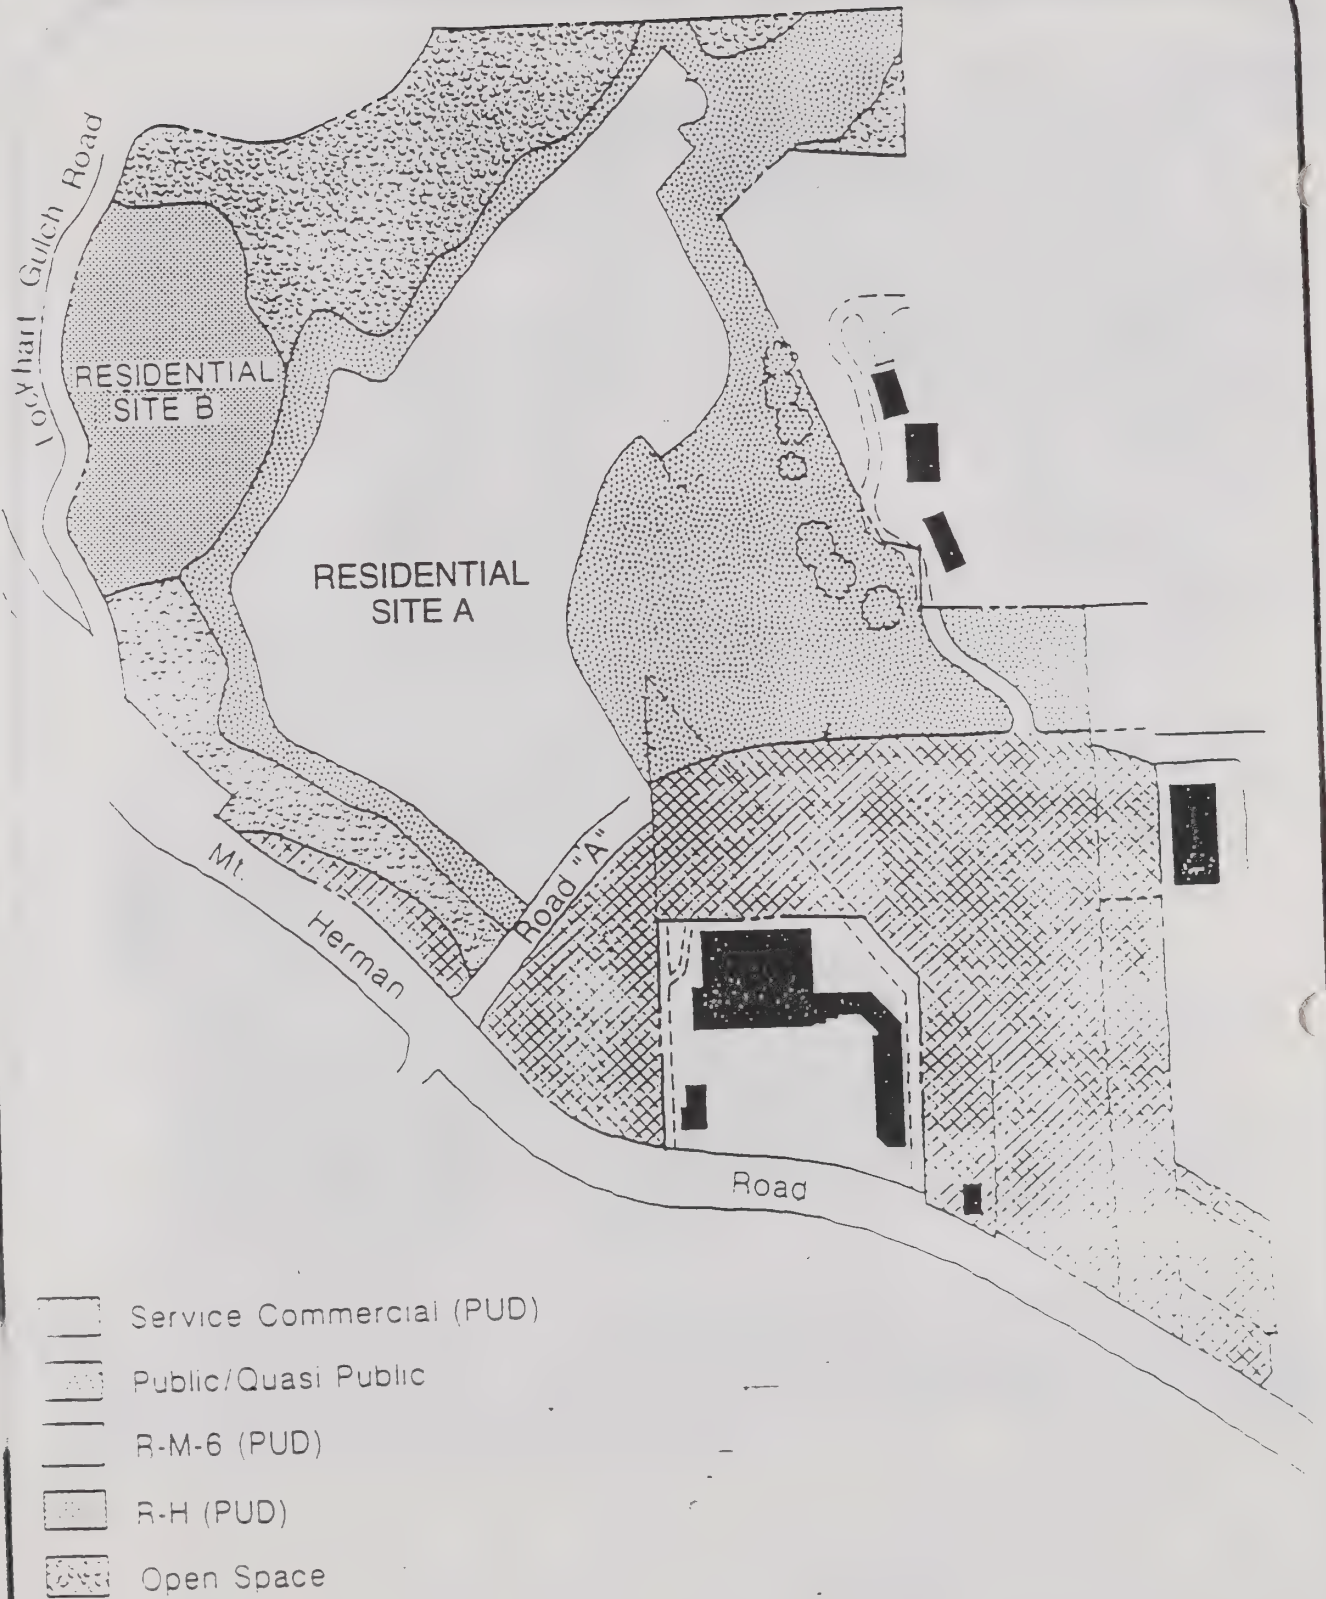 Lockhart Gulch Road
RESIDENTIAL
SITE B
RESIDENTIAL
SITE A
Road "A"
Mt.
Herman
Road
Service Commercial (PUD)
Public/Quasi Public
R-M-6 (PUD)
R-H (PUD)
Open Space